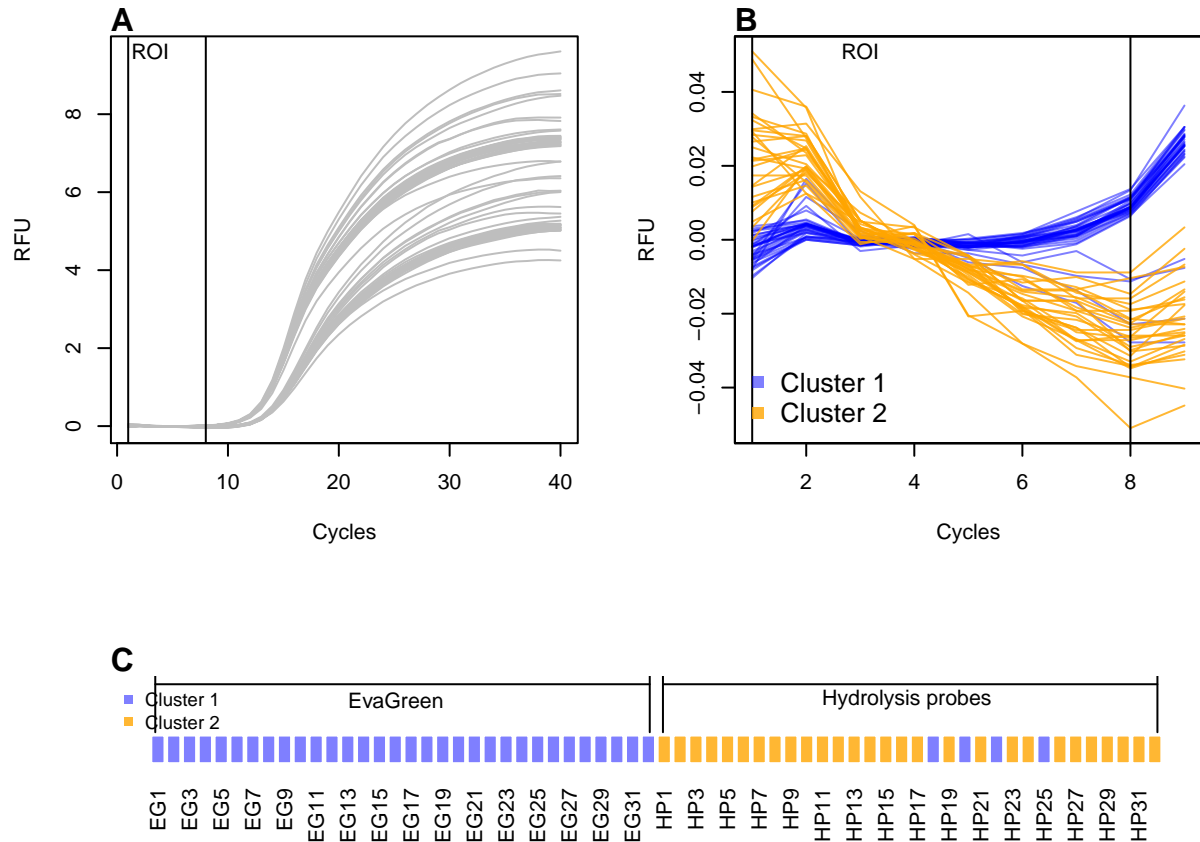 A
ROI
RFU
0
2
4
6
8
0 10 20 30 40
Cycles
B
ROI
RFU
−0.04
−0.02
0.00
0.02
0.04
Cluster 1
Cluster 2
2 4 6 8
Cycles
C
Cluster 1
Cluster 2
EvaGreen
Hydrolysis probes
EG1
EG3
EG5
EG7
EG9
EG11
EG13
EG15
EG17
EG19
EG21
EG23
EG25
EG27
EG29
EG31
HP1
HP3
HP5
HP7
HP9
HP11
HP13
HP15
HP17
HP19
HP21
HP23
HP25
HP27
HP29
HP31